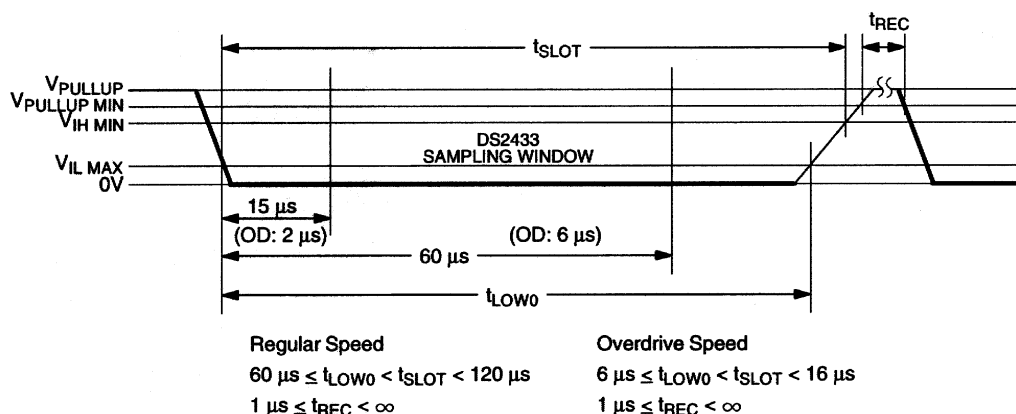 tREC
tSLOT
VPULLUP
VPULLUP MIN
VIH MIN
DS2433
SAMPLING WINDOW
VIL MAX
0V
15 µs
(OD: 2 µs)
(OD: 6 µs)
60 µs
tLOW0
Regular Speed
60 µs ≤ tLOW0 < tSLOT < 120 µs
1 µs ≤ tREC < ∞
Overdrive Speed
6 µs ≤ tLOW0 < tSLOT < 16 µs
1 µs ≤ tREC < ∞